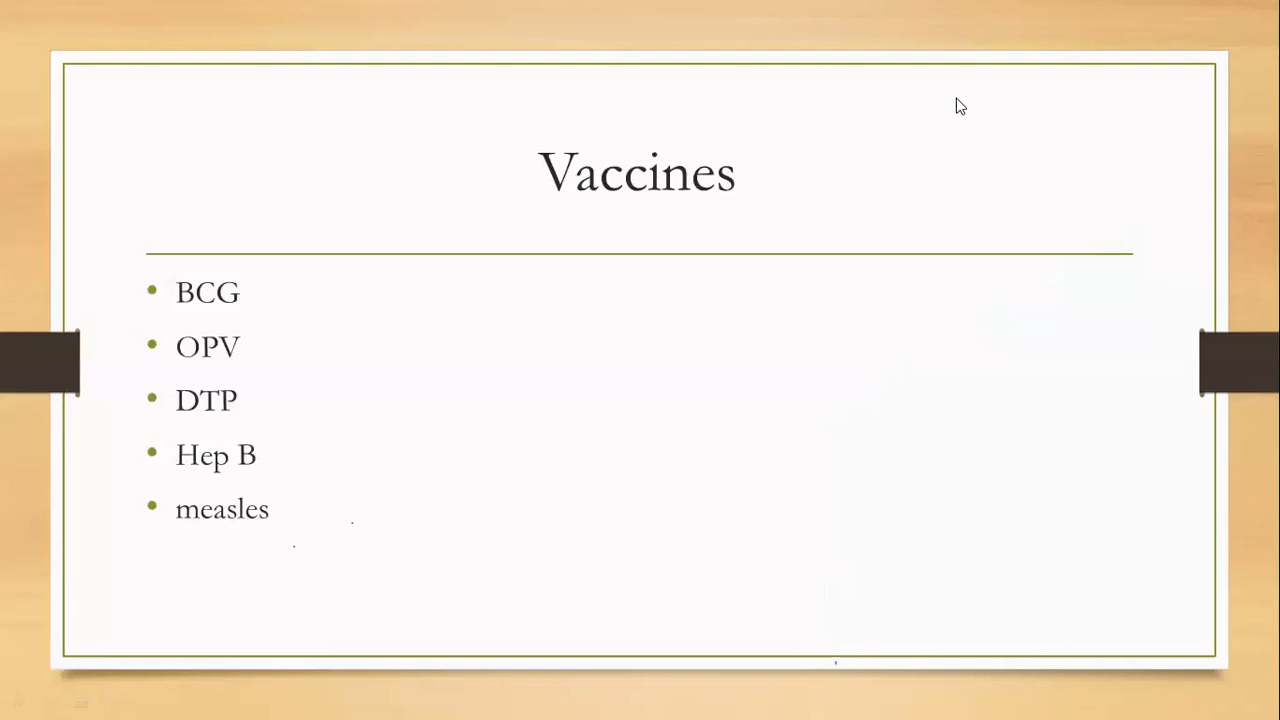 Vaccines
• BCG
• OPV
• DTP
• Hep B
• measles